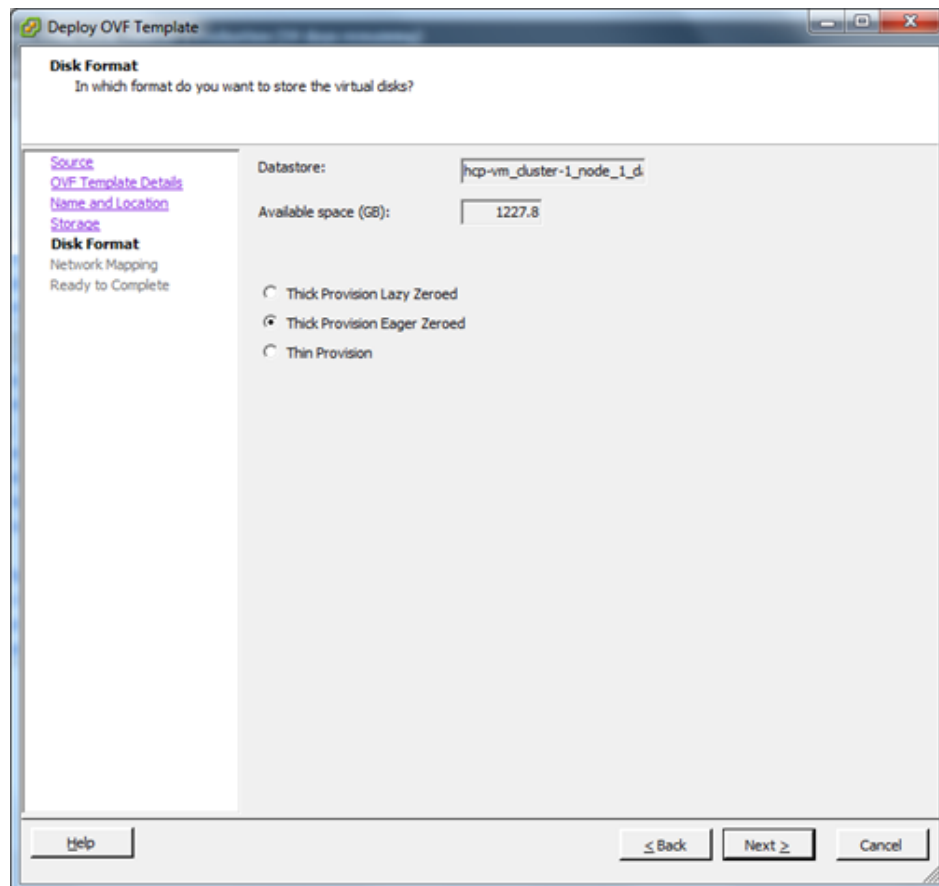 Deploy OVF Template
Disk Format
In which format do you want to store the virtual disks?
Source
OVF Template Details
Name and Location
Storage
Disk Format
Network Mapping
Ready to Complete
Datastore:
hcp-vm_cluster-1_node_1_d
Available space (GB):
1227.8
Thick Provision Lazy Zeroed
Thick Provision Eager Zeroed
Thin Provision
Help
< Back
Next >
Cancel